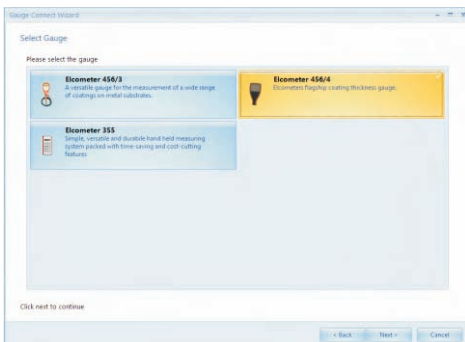 Gauge Connect Wizard
Select Gauge
Please select the gauge
Elcometer 456/3
A versatile gauge for the measurement of a wide range
of coatings on metal substrates.
Elcometer 456/4
Elcometers flagship coating thickness gauge.
Elcometer 355
Simple, versatile and durable hand held measuring
system packed with time-saving and cost-cutting
features
Click next to continue
< Back
Next >
Cancel